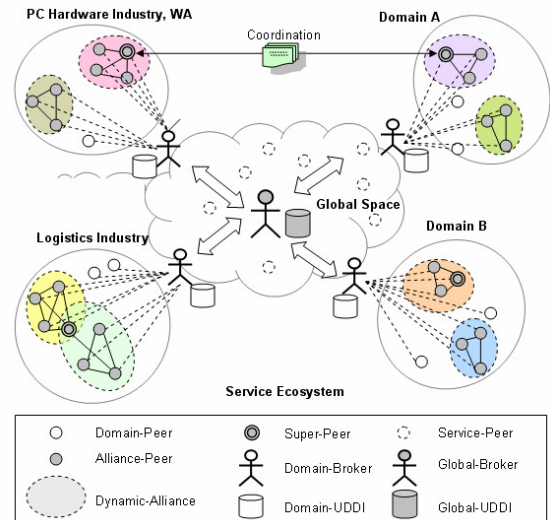 PC Hardware Industry, WA
Coordination
Domain A
Global Space
Logistics Industry
Domain B
Service Ecosystem
Domain-Peer
Super-Peer
Service-Peer
Alliance-Peer
Domain-Broker
Global-Broker
Dynamic-Alliance
Domain-UDDI
Global-UDDI